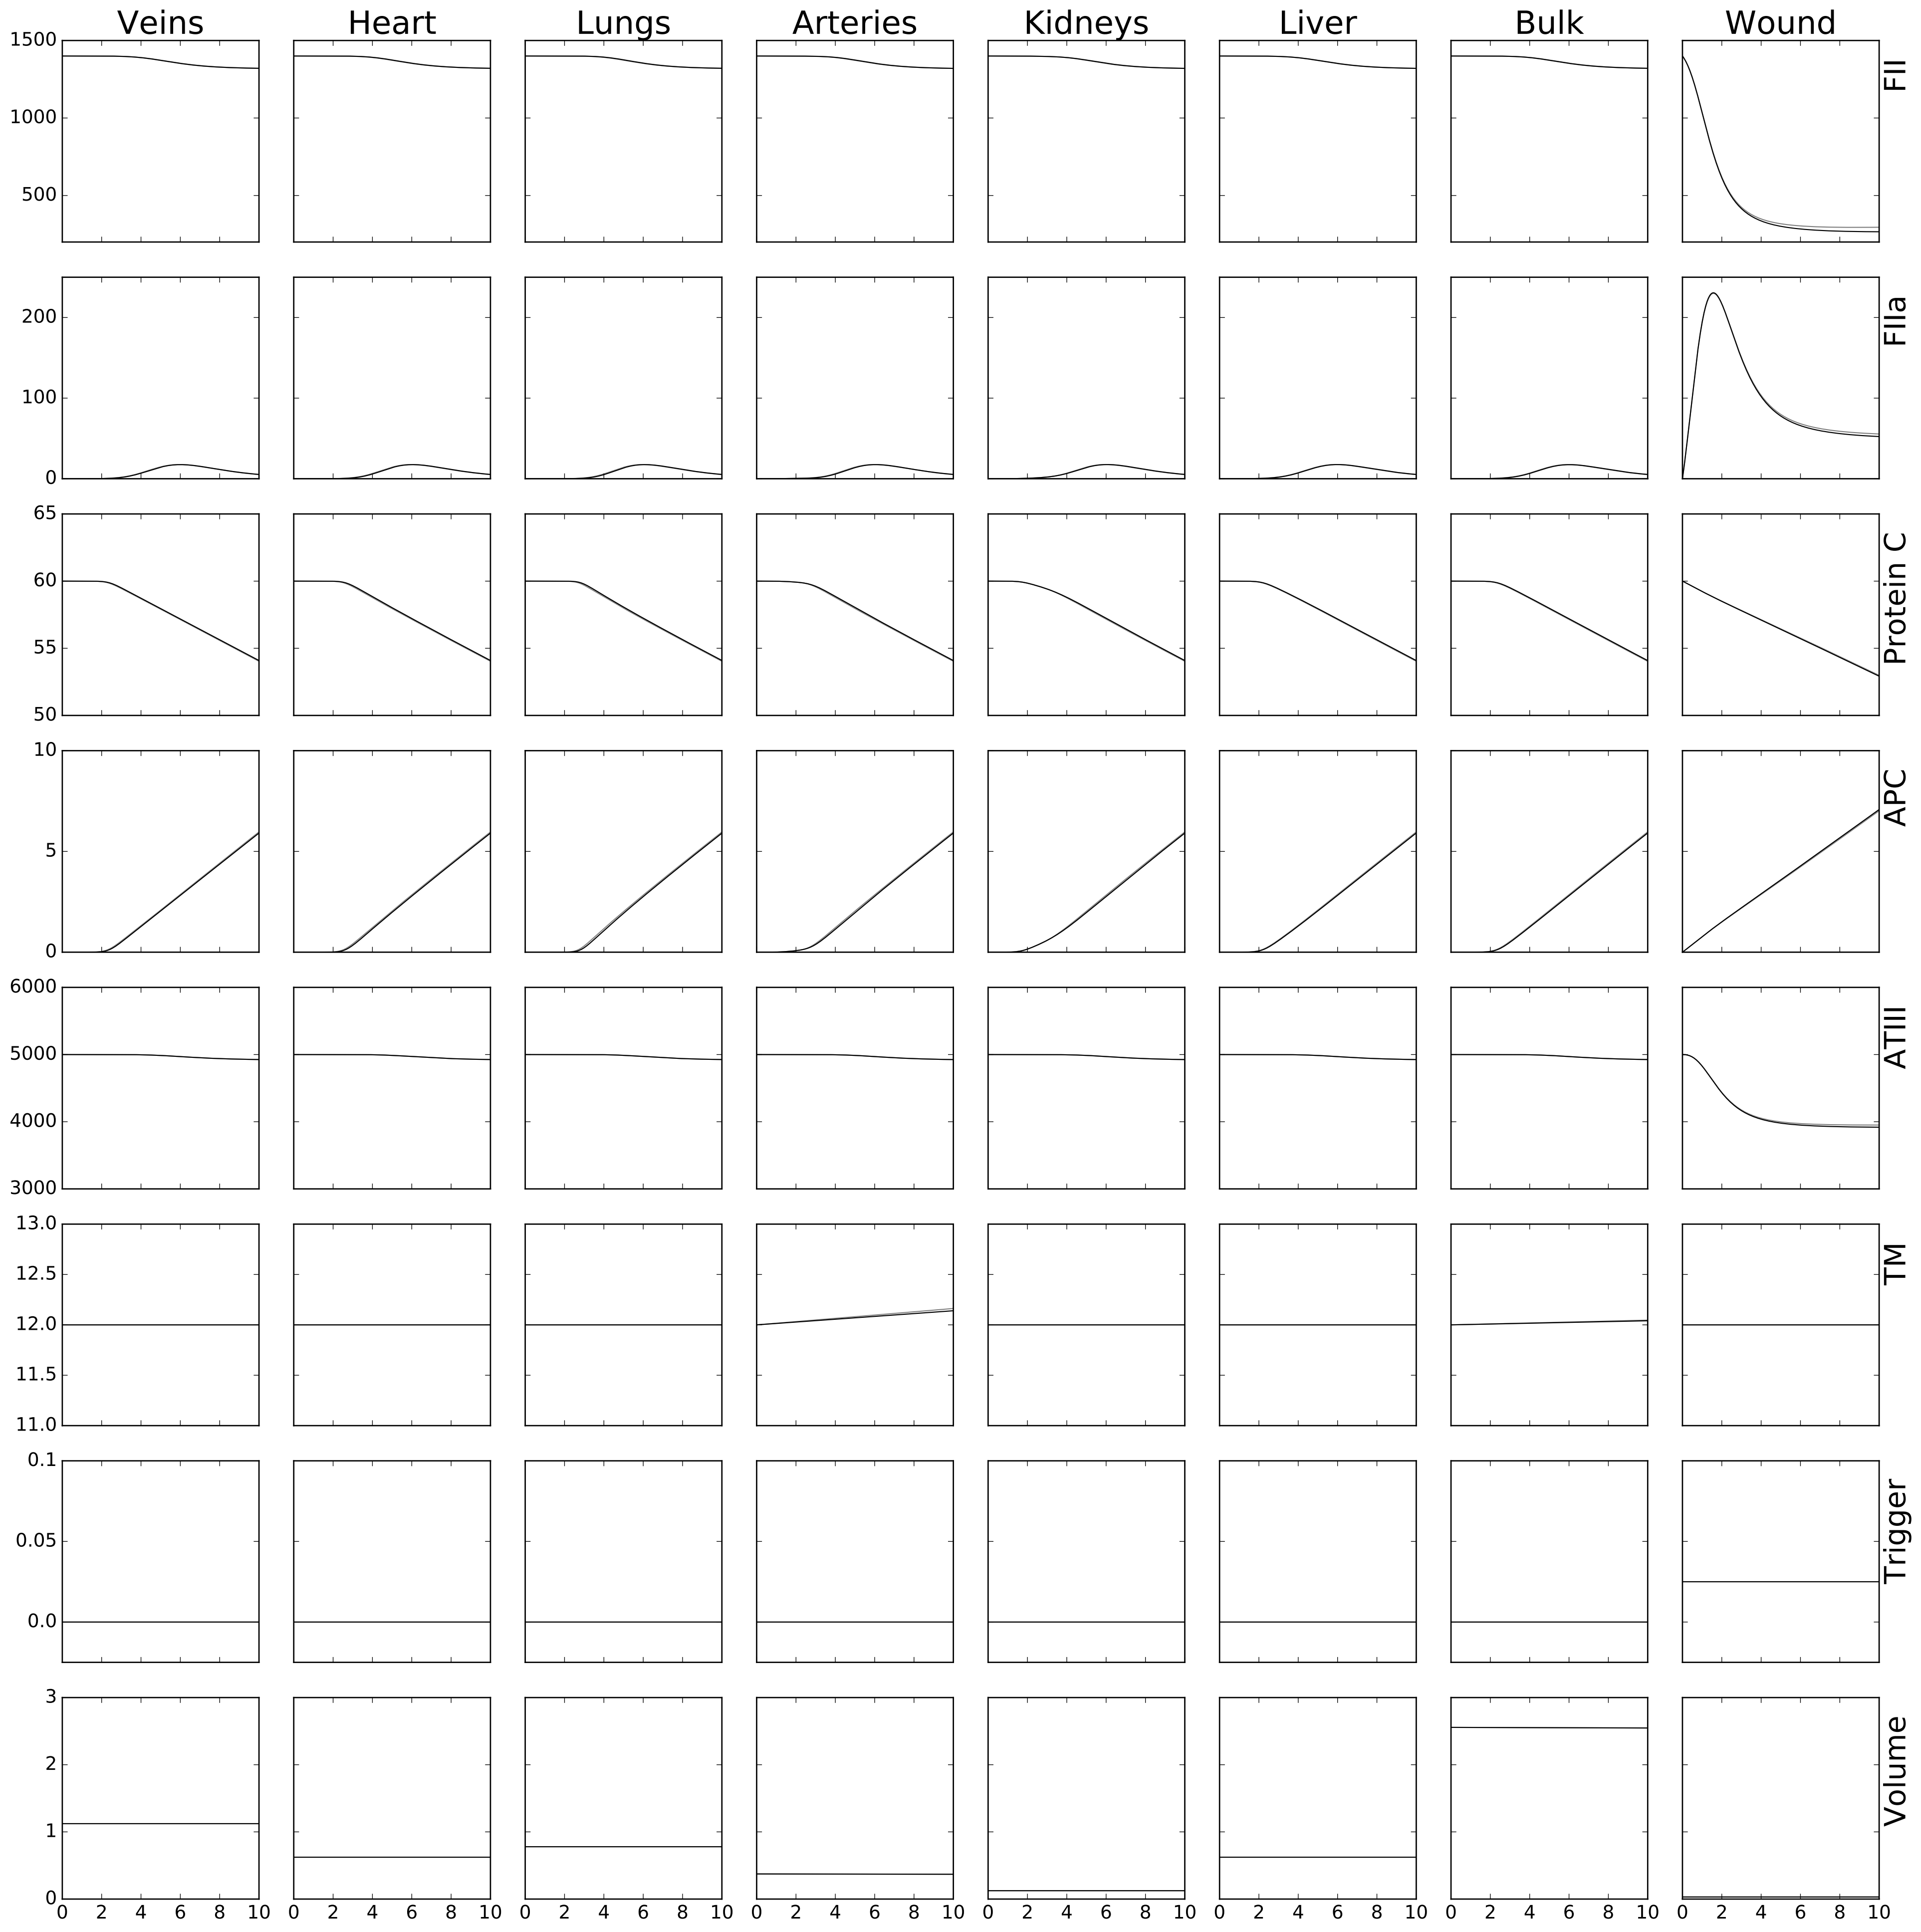 Veins Heart Lungs Arteries Kidneys Liver Bulk Wound
1500
1000
500
FII
200
100
0
FIIa
65
60
55
50
Protein C
10
5
0
APC
6000
5000
4000
3000
ATIII
13.0
12.5
12.0
11.5
11.0
TM
0.1
0.05
0.0
Trigger
3
2
1
0
Volume
0 2 4 6 8 10 0 2 4 6 8 10 0 2 4 6 8 10 0 2 4 6 8 10 0 2 4 6 8 10 0 2 4 6 8 10 0 2 4 6 8 10 0 2 4 6 8 10